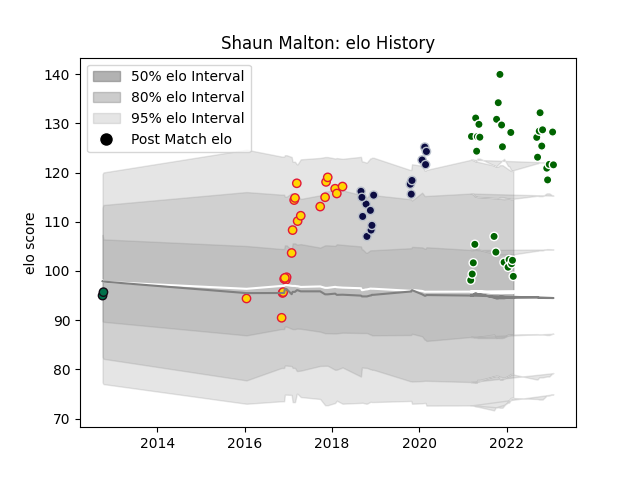 Shaun Malton: elo History
50% elo Interval
80% elo Interval
95% elo Interval
Post Match elo
elo score
140
130
120
110
100
90
80
70
2014
2016
2018
2020
2022